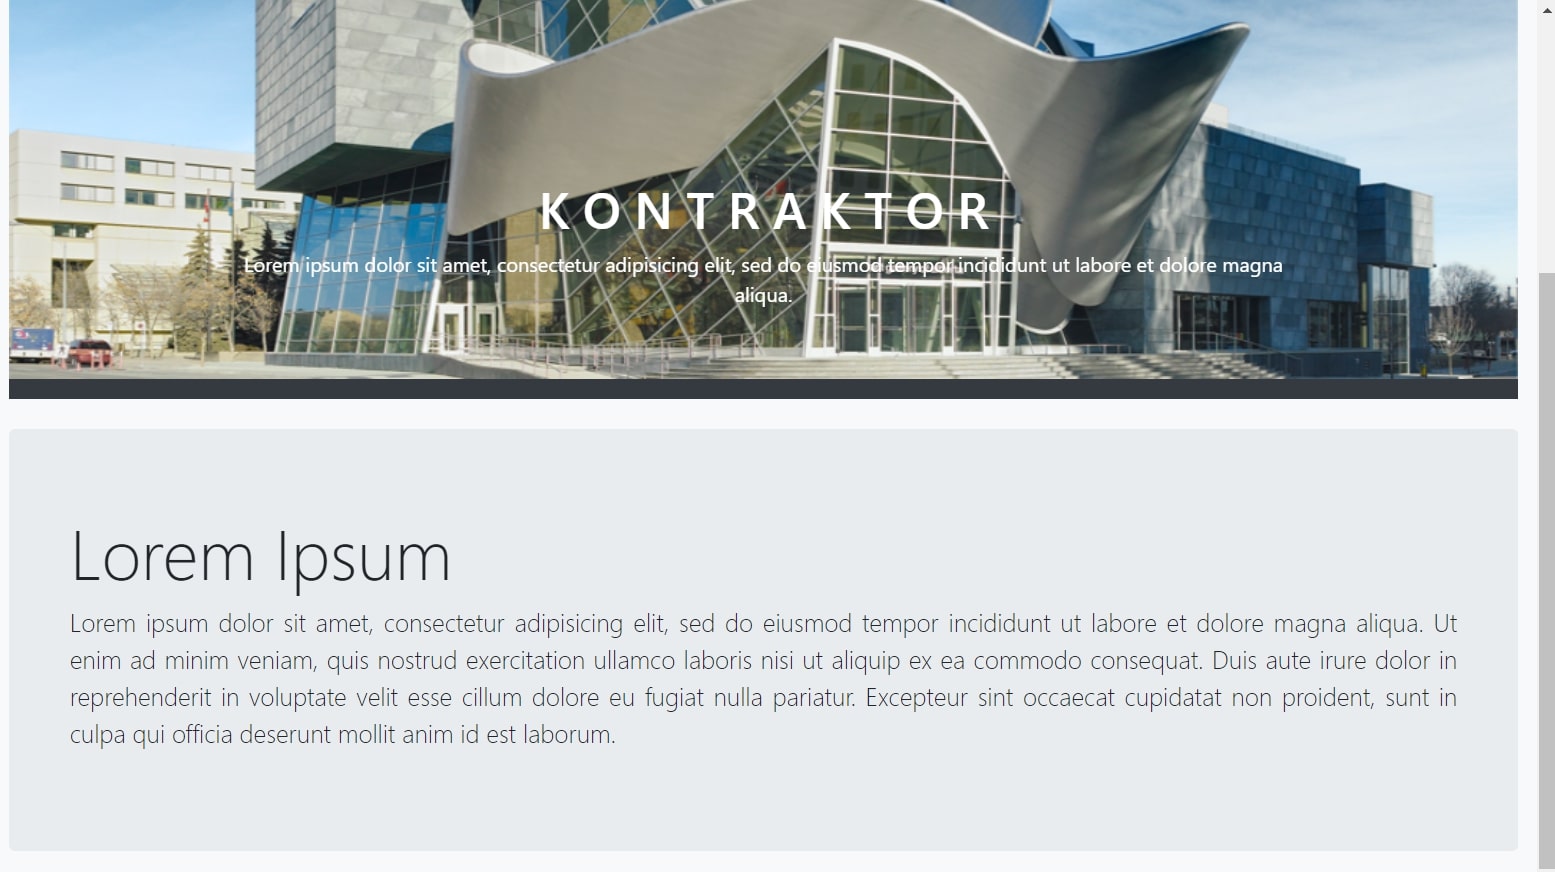 KONTRAKTOR
Lorem ipsum dolor sit amet, consectetur adipisicing elit, sed do eiusmod tempor incididunt ut labore et dolore magna
aliqua.
Lorem Ipsum
Lorem ipsum dolor sit amet, consectetur adipisicing elit, sed do eiusmod tempor incididunt ut labore et dolore magna aliqua. Ut
enim ad minim veniam, quis nostrud exercitation ullamco laboris nisi ut aliquip ex ea commodo consequat. Duis aute irure dolor in
reprehenderit in voluptate velit esse cillum dolore eu fugiat nulla pariatur. Excepteur sint occaecat cupidatat non proident, sunt in
culpa qui officia deserunt mollit anim id est laborum.